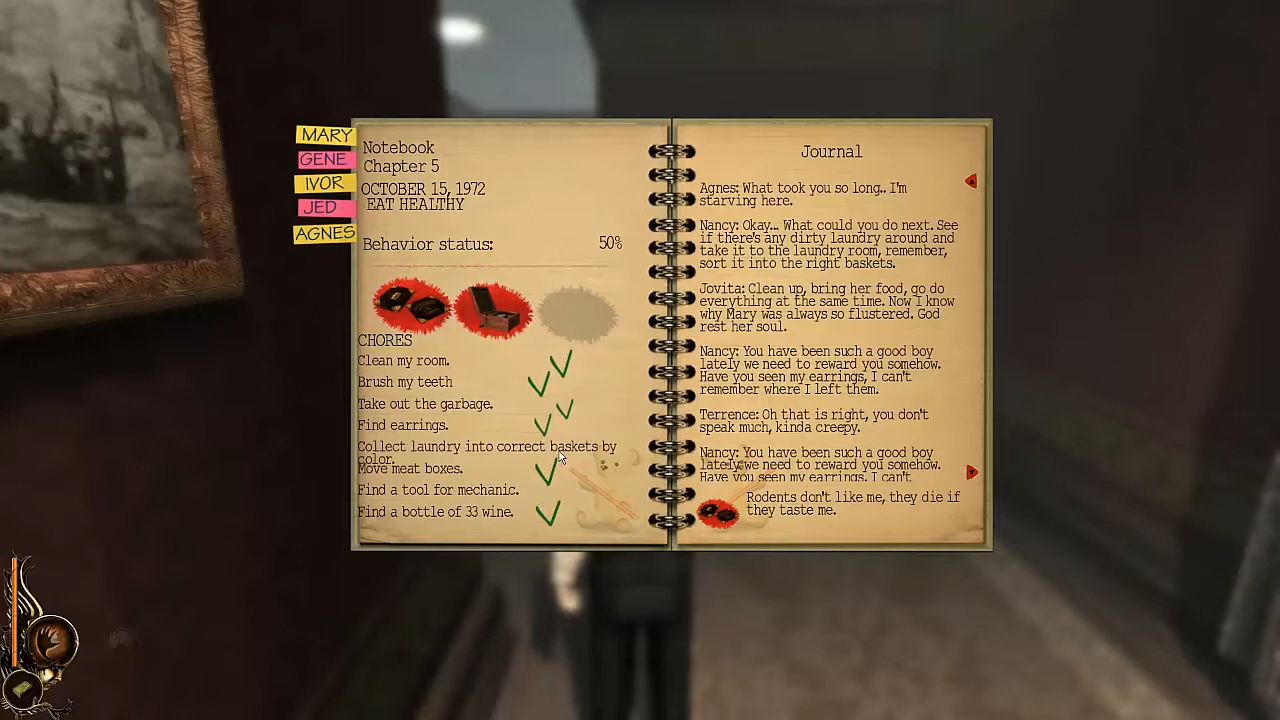 MARY
GENE
IVOR
JED
AGNES
Notebook
Chapter 5
OCTOBER 15, 1972
EAT HEALTHY
Behavior status: 50%
CHORES
Clean my room.
Brush my teeth
Take out the garbage.
Find earrings.
Collect laundry into correct baskets by
color.
Move meat boxes.
Find a tool for mechanic.
Find a bottle of 33 wine.
Journal
Agnes: What took you so long.. I'm
starving here.
Nancy: Okay... What could you do next. See
if there's any dirty laundry around and
take it to the laundry room, remember,
sort it into the right baskets.
Jovita: Clean up, bring her food, go do
everything at the same time. Now I know
why Mary was always so flustered. God
rest her soul.
Nancy: You have been such a good boy
lately we need to reward you somehow.
Have you seen my earrings, I can't
remember where I left them.
Terrence: Oh that is right, you don't
speak much, kinda creepy.
Nancy: You have been such a good boy
lately we need to reward you somehow.
Have you seen my earrings. I can't
Rodents don't like me, they die if
they taste me.